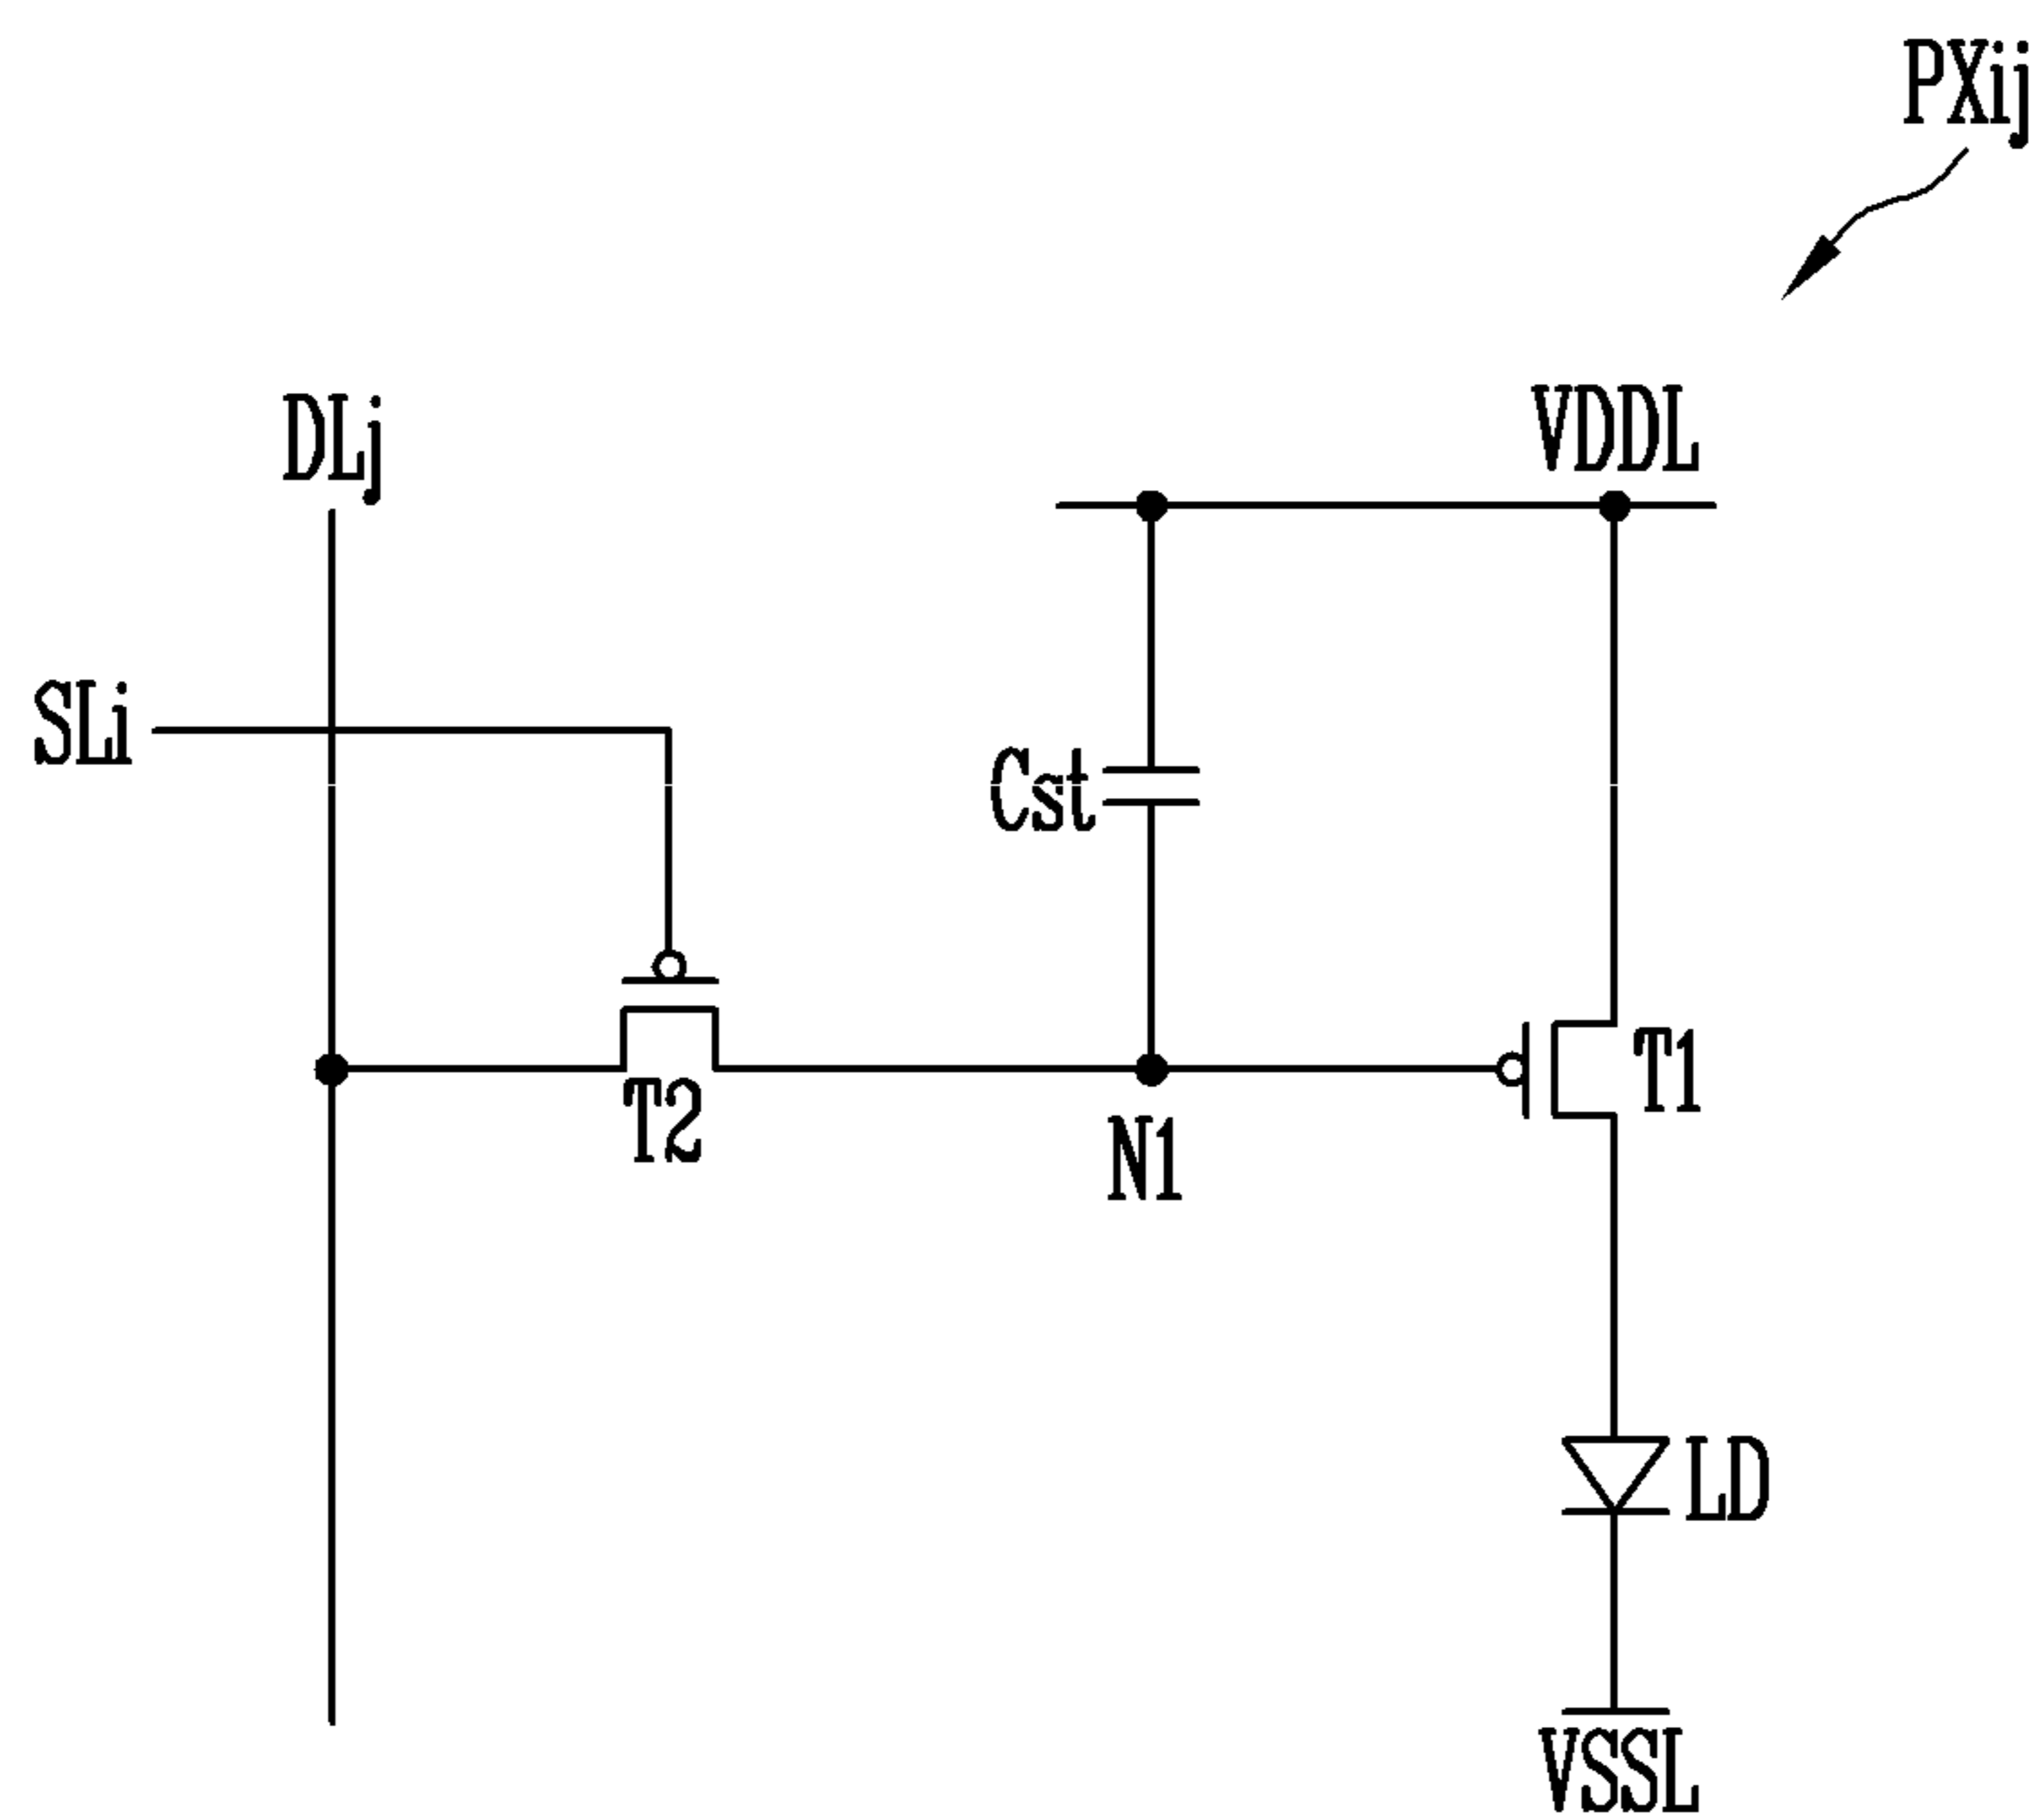 PXij
DLj
VDDL
SLi
Cst
T1
T2
N1
LD
VSSL